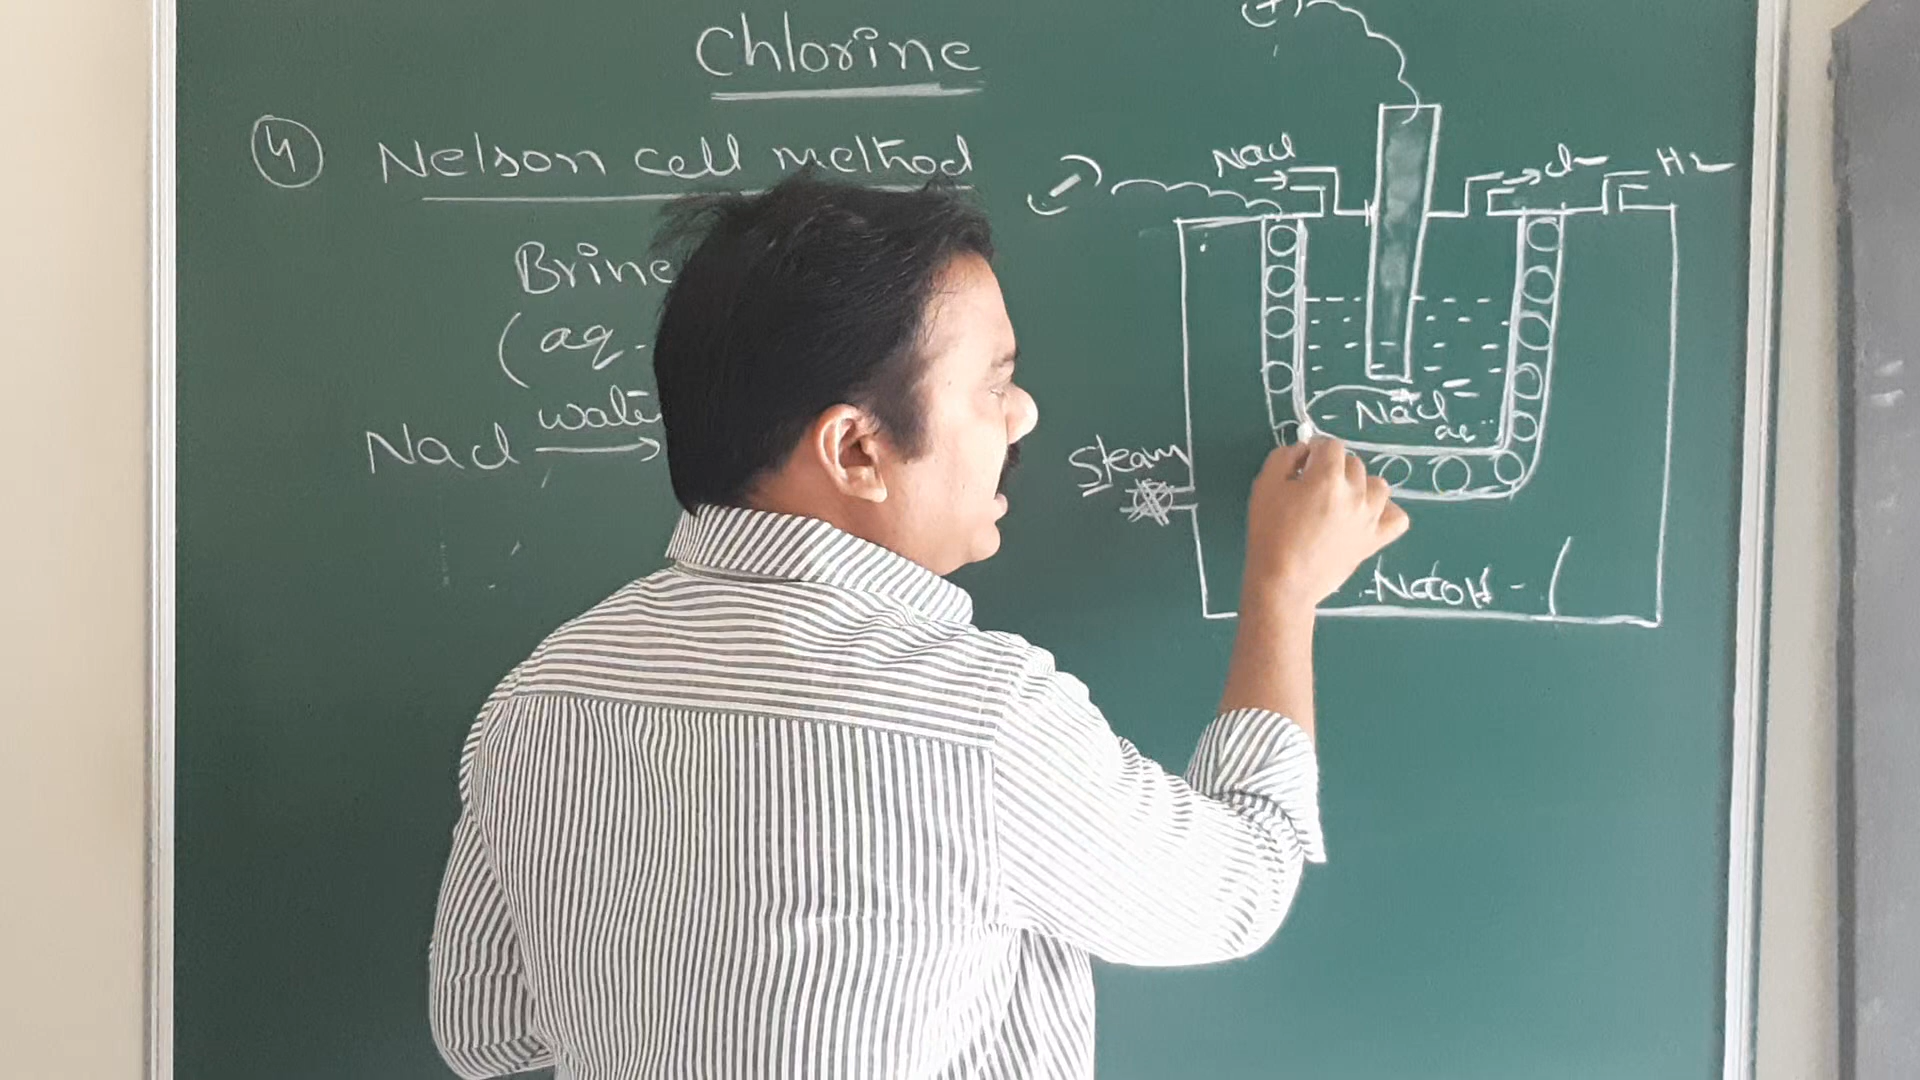 Chlorine
4 Nelson cell method
Brine
(aq.
NaCl water →
(+)
(-)
NaCl →
→ Cl2
H2
NaCl aq
Steam
NaOH